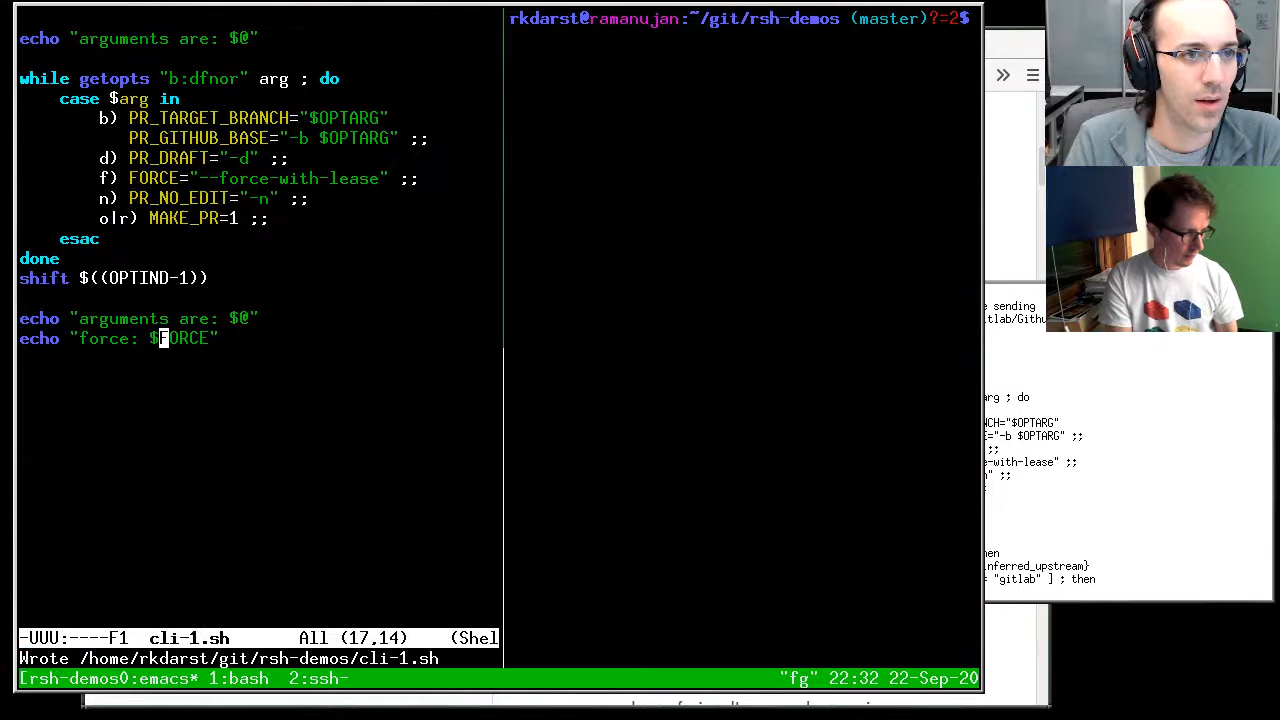 echo "arguments are: $@"
while getopts "b:dfnor" arg ; do
case $arg in
b) PR_TARGET_BRANCH="$OPTARG"
PR_GITHUB_BASE="-b $OPTARG" ;;
d) PR_DRAFT="-d" ;;
f) FORCE="--force-with-lease" ;;
n) PR_NO_EDIT="-n" ;;
o|r) MAKE_PR=1 ;;
esac
done
shift $((OPTIND-1))
echo "arguments are: $@"
echo "force: $FORCE"
-UUU:----F1 cli-1.sh All (17,14) (Shel
Wrote /home/rkdarst/git/rsh-demos/cli-1.sh
[rsh-demos0:emacs* 1:bash 2:ssh- "fg" 22:32 22-Sep-20
rkdarst@ramanujan:~/git/rsh-demos (master)?=2$
e sending
tlab/Githu
arg ; do
NCH="$OPTARG"
E="-b $OPTARG" ;;
;;
e-with-lease" ;;
n" ;;
hen
inferred_upstream}
= "gitlab" ] ; then